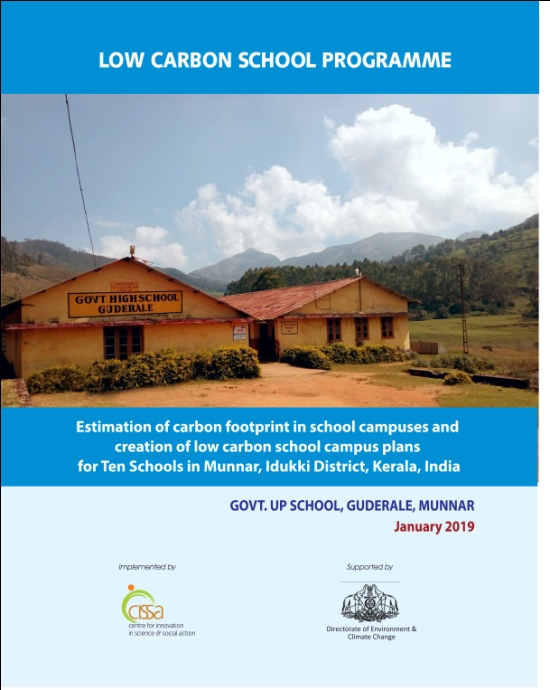 LOW CARBON SCHOOL PROGRAMME
GOVT HIGH SCHOOL
GUDERALE
Estimation of carbon footprint in school campuses and
creation of low carbon school campus plans
for Ten Schools in Munnar, Idukki District, Kerala, India
GOVT. UP SCHOOL, GUDERALE, MUNNAR
January 2019
Implemented by
Supported by
cissa
centre for innovation
in science & social action
Directorate of Environment &
Climate Change